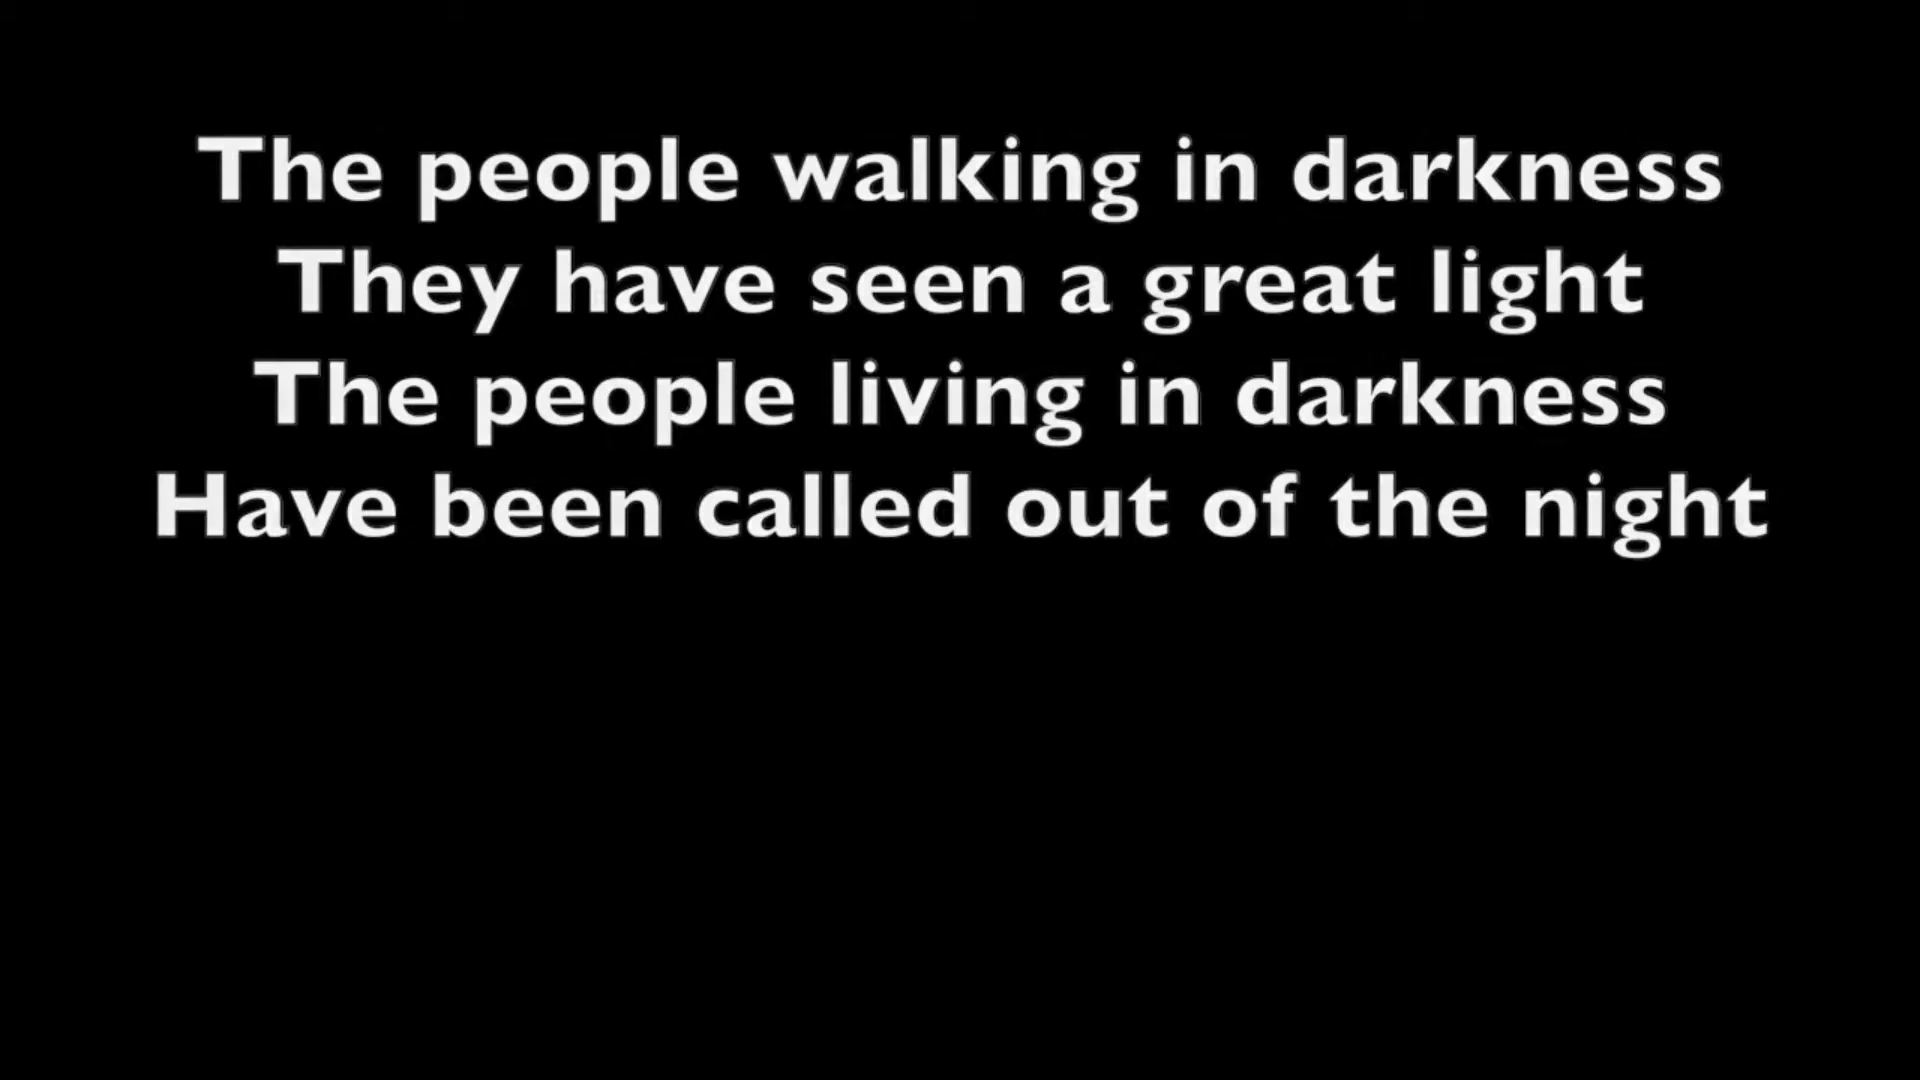 The people walking in darkness
They have seen a great light
The people living in darkness
Have been called out of the night